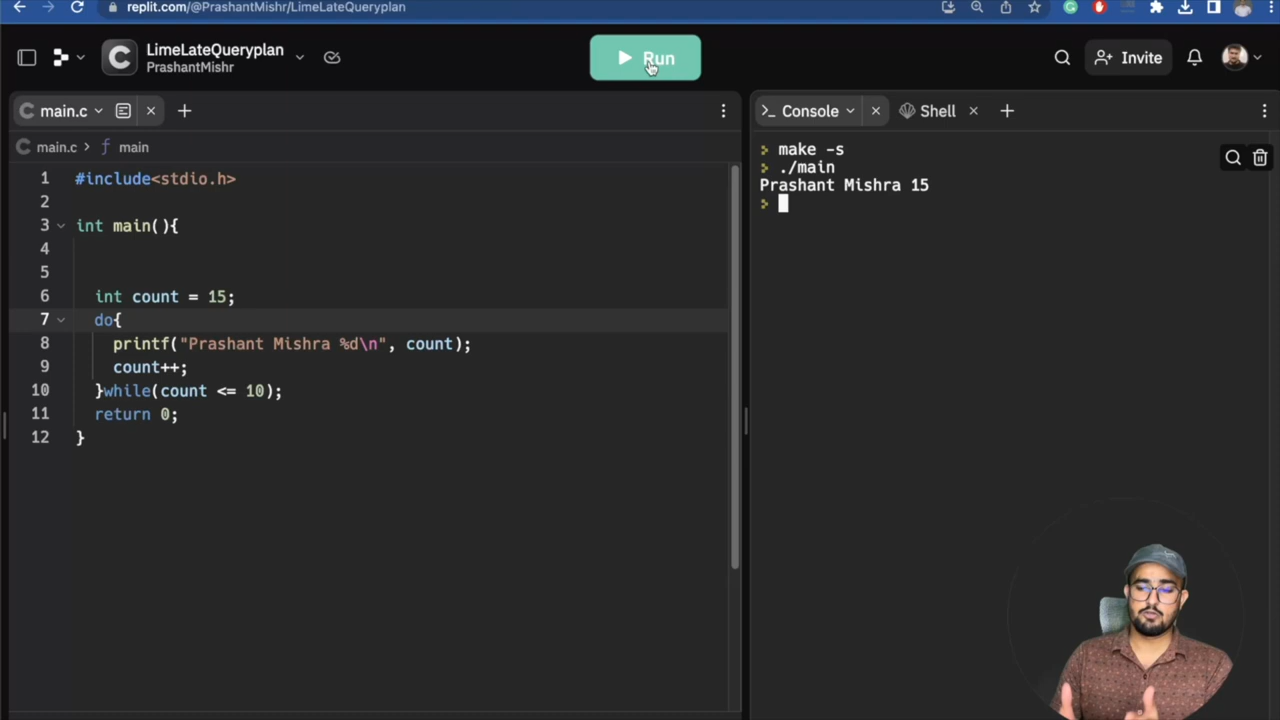 replit.com/@PrashantMishr/LimeLateQueryplan
LimeLateQueryplan
PrashantMishr
Run
Invite
main.c
Console
Shell
main.c > main
1 #include<stdio.h>
2
3 int main(){
4
5
6 int count = 15;
7 do{
8 printf("Prashant Mishra %d\n", count);
9 count++;
10 }while(count <= 10);
11 return 0;
12 }
make -s
./main
Prashant Mishra 15